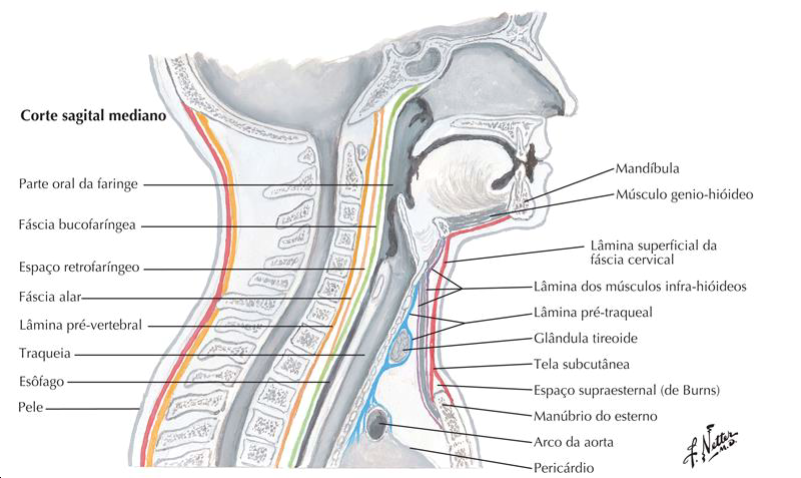 Corte sagital mediano
Parte oral da faringe
Fáscia bucofaríngea
Espaço retrofaríngeo
Fáscia alar
Lâmina pré-vertebral
Traqueia
Esôfago
Pele
Mandíbula
Músculo genio-hióideo
Lâmina superficial da
fáscia cervical
Lâmina dos músculos infra-hióideos
Lâmina pré-traqueal
Glândula tireoide
Tela subcutânea
Espaço supraesternal (de Burns)
Manúbrio do esterno
Arco da aorta
Pericárdio
F. Netter
M.D.